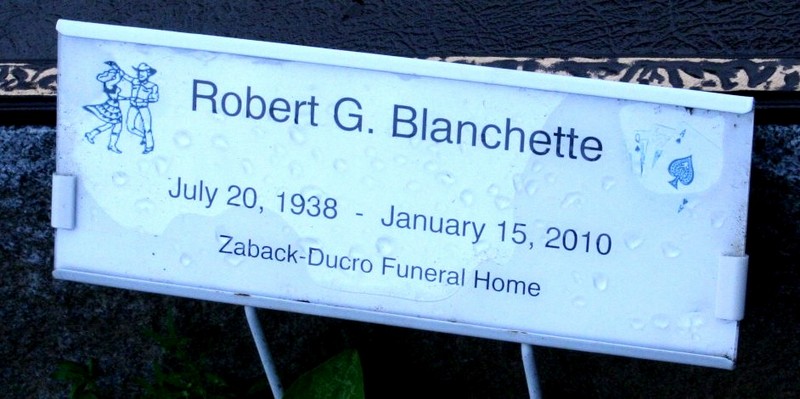 Robert G. Blanchette
July 20, 1938 - January 15, 2010
Zaback-Ducro Funeral Home